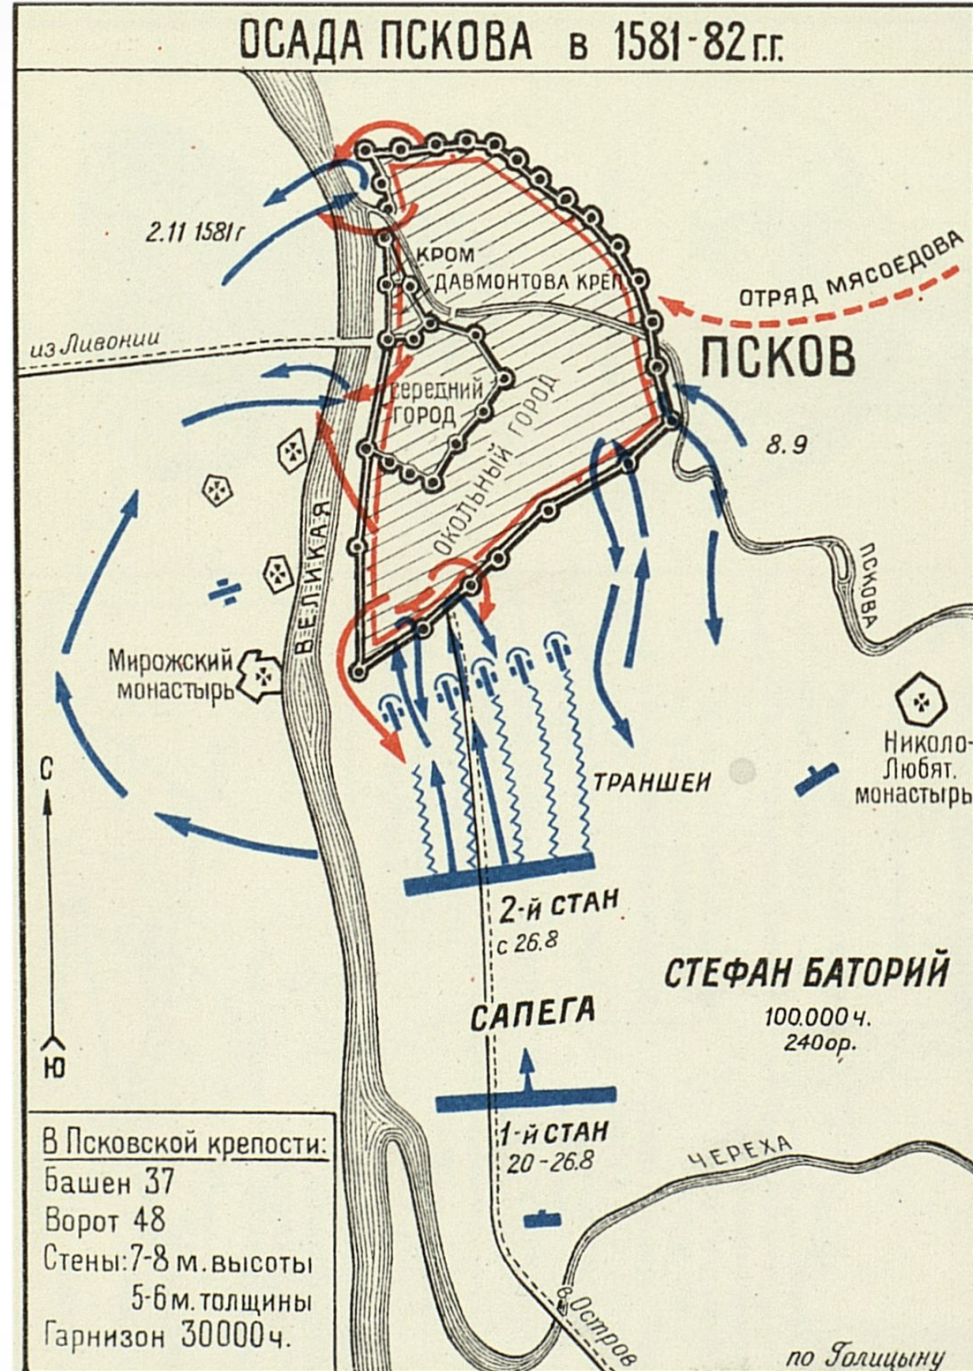 ОСАДА ПСКОВА в 1581-82 г.г.
2.11 1581г
КРОМ
ДАВМОНТОВА КРЕП.
ОТРЯД МЯСОЕДОВА
из Ливонии
ПСКОВ
СЕРЕДНИЙ
ГОРОД
ОКОЛЬНЫЙ ГОРОД
8.9
ВЕЛИКАЯ
ПСКОВА
Мирожский
монастырь
Николо-
Любят.
монастырь
С
ТРАНШЕИ
2-й СТАН
с 26.8
СТЕФАН БАТОРИЙ
100.000 ч.
240 ор.
САПЕГА
Ю
1-й СТАН
20-26.8
ЧЕРЕХА
В Псковской крепости:
Башен 37
Ворот 48
Стены: 7-8 м. высоты
5-6 м. толщины
Гарнизон 30000 ч.
в Остров
по Голицыну